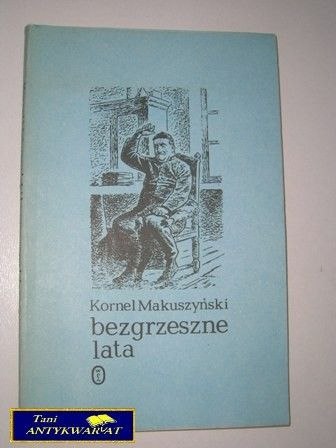 Kornel Makuszyński
bezgrzeszne
lata
Tani
ANTYKWARIAT